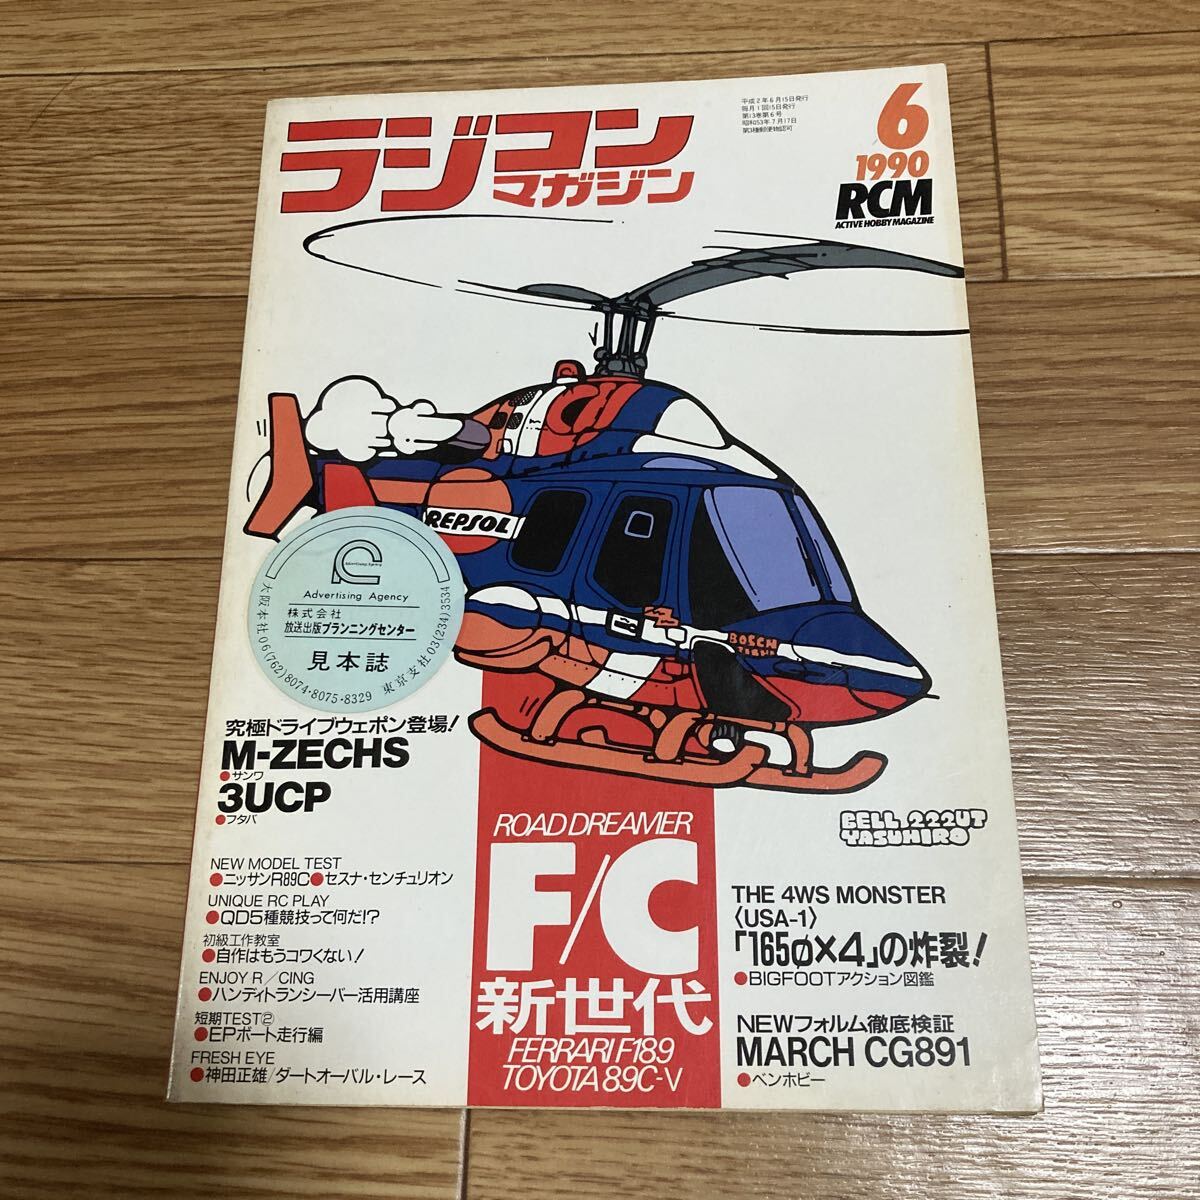 ラジコン
マガジン
平成2年6月15日発行
毎月1回15日発行
第13巻第6号
昭和53年7月17日
第3種郵便物認可
6
1990
RCM
ACTIVE HOBBY MAGAZINE
REPSOL
BOSCH
Advertising Agency
Advertising Agency
株式会社
放送出版プランニングセンター
見本誌
大阪本社06(762)8074・8075・8329 東京支社03(234)3534
BELL 222UT
YASUHIRO
究極ドライブウェポン登場!
M-ZECHS
●サンワ
3UCP
●フタバ
NEW MODEL TEST
●ニッサンR89C●セスナ・センチュリオン
UNIQUE RC PLAY
●QD5種競技って何だ!?
初級工作教室
●自作はもうコワくない!
ENJOY R/CING
●ハンディトランシーバー活用講座
短期TEST②
●EPボート走行編
FRESH EYE
●神田正雄/ダートオーバル・レース
ROAD DREAMER
F/C
新世代
FERRARI F189
TOYOTA 89C-V
THE 4WS MONSTER
〈USA-1〉
「165φ×4」の炸裂!
●BIGFOOTアクション図鑑
NEWフォルム徹底検証
MARCH CG891
●ベンホビー